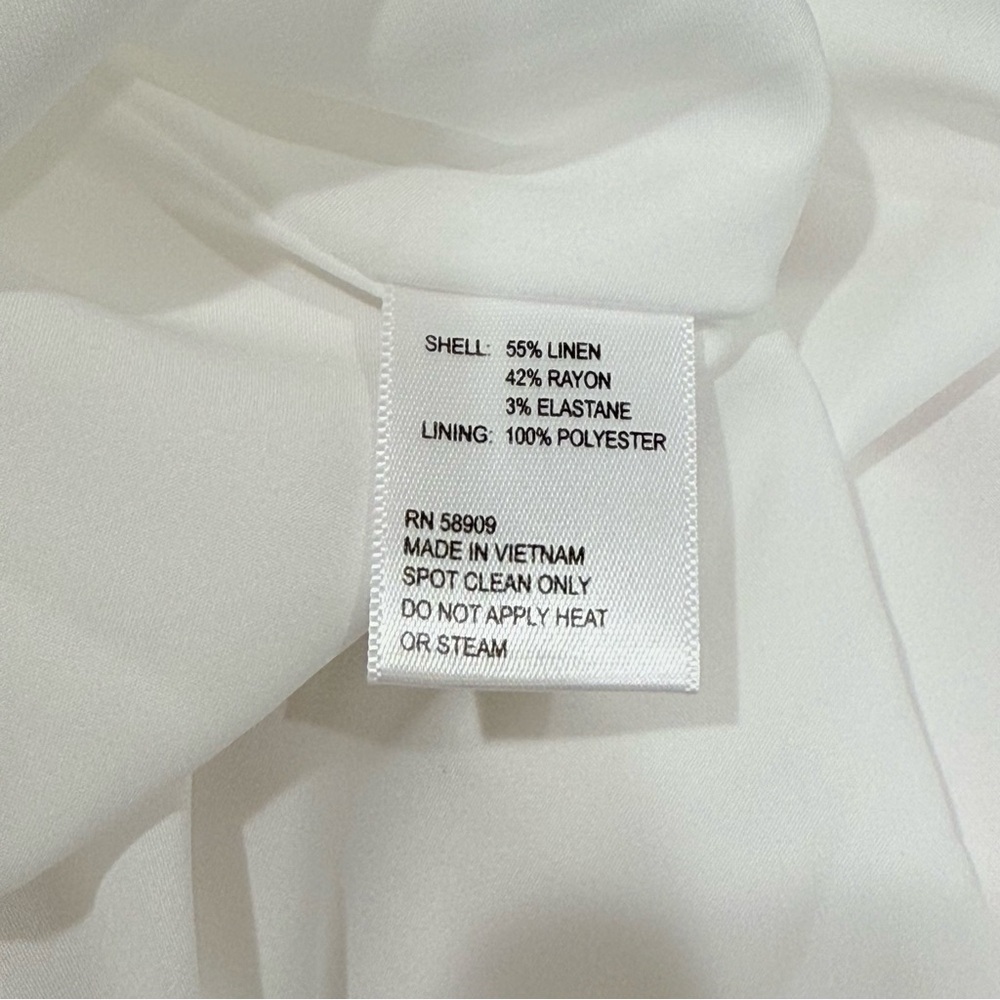 SHELL: 55% LINEN
42% RAYON
3% ELASTANE
LINING: 100% POLYESTER
RN 58909
MADE IN VIETNAM
SPOT CLEAN ONLY
DO NOT APPLY HEAT
OR STEAM